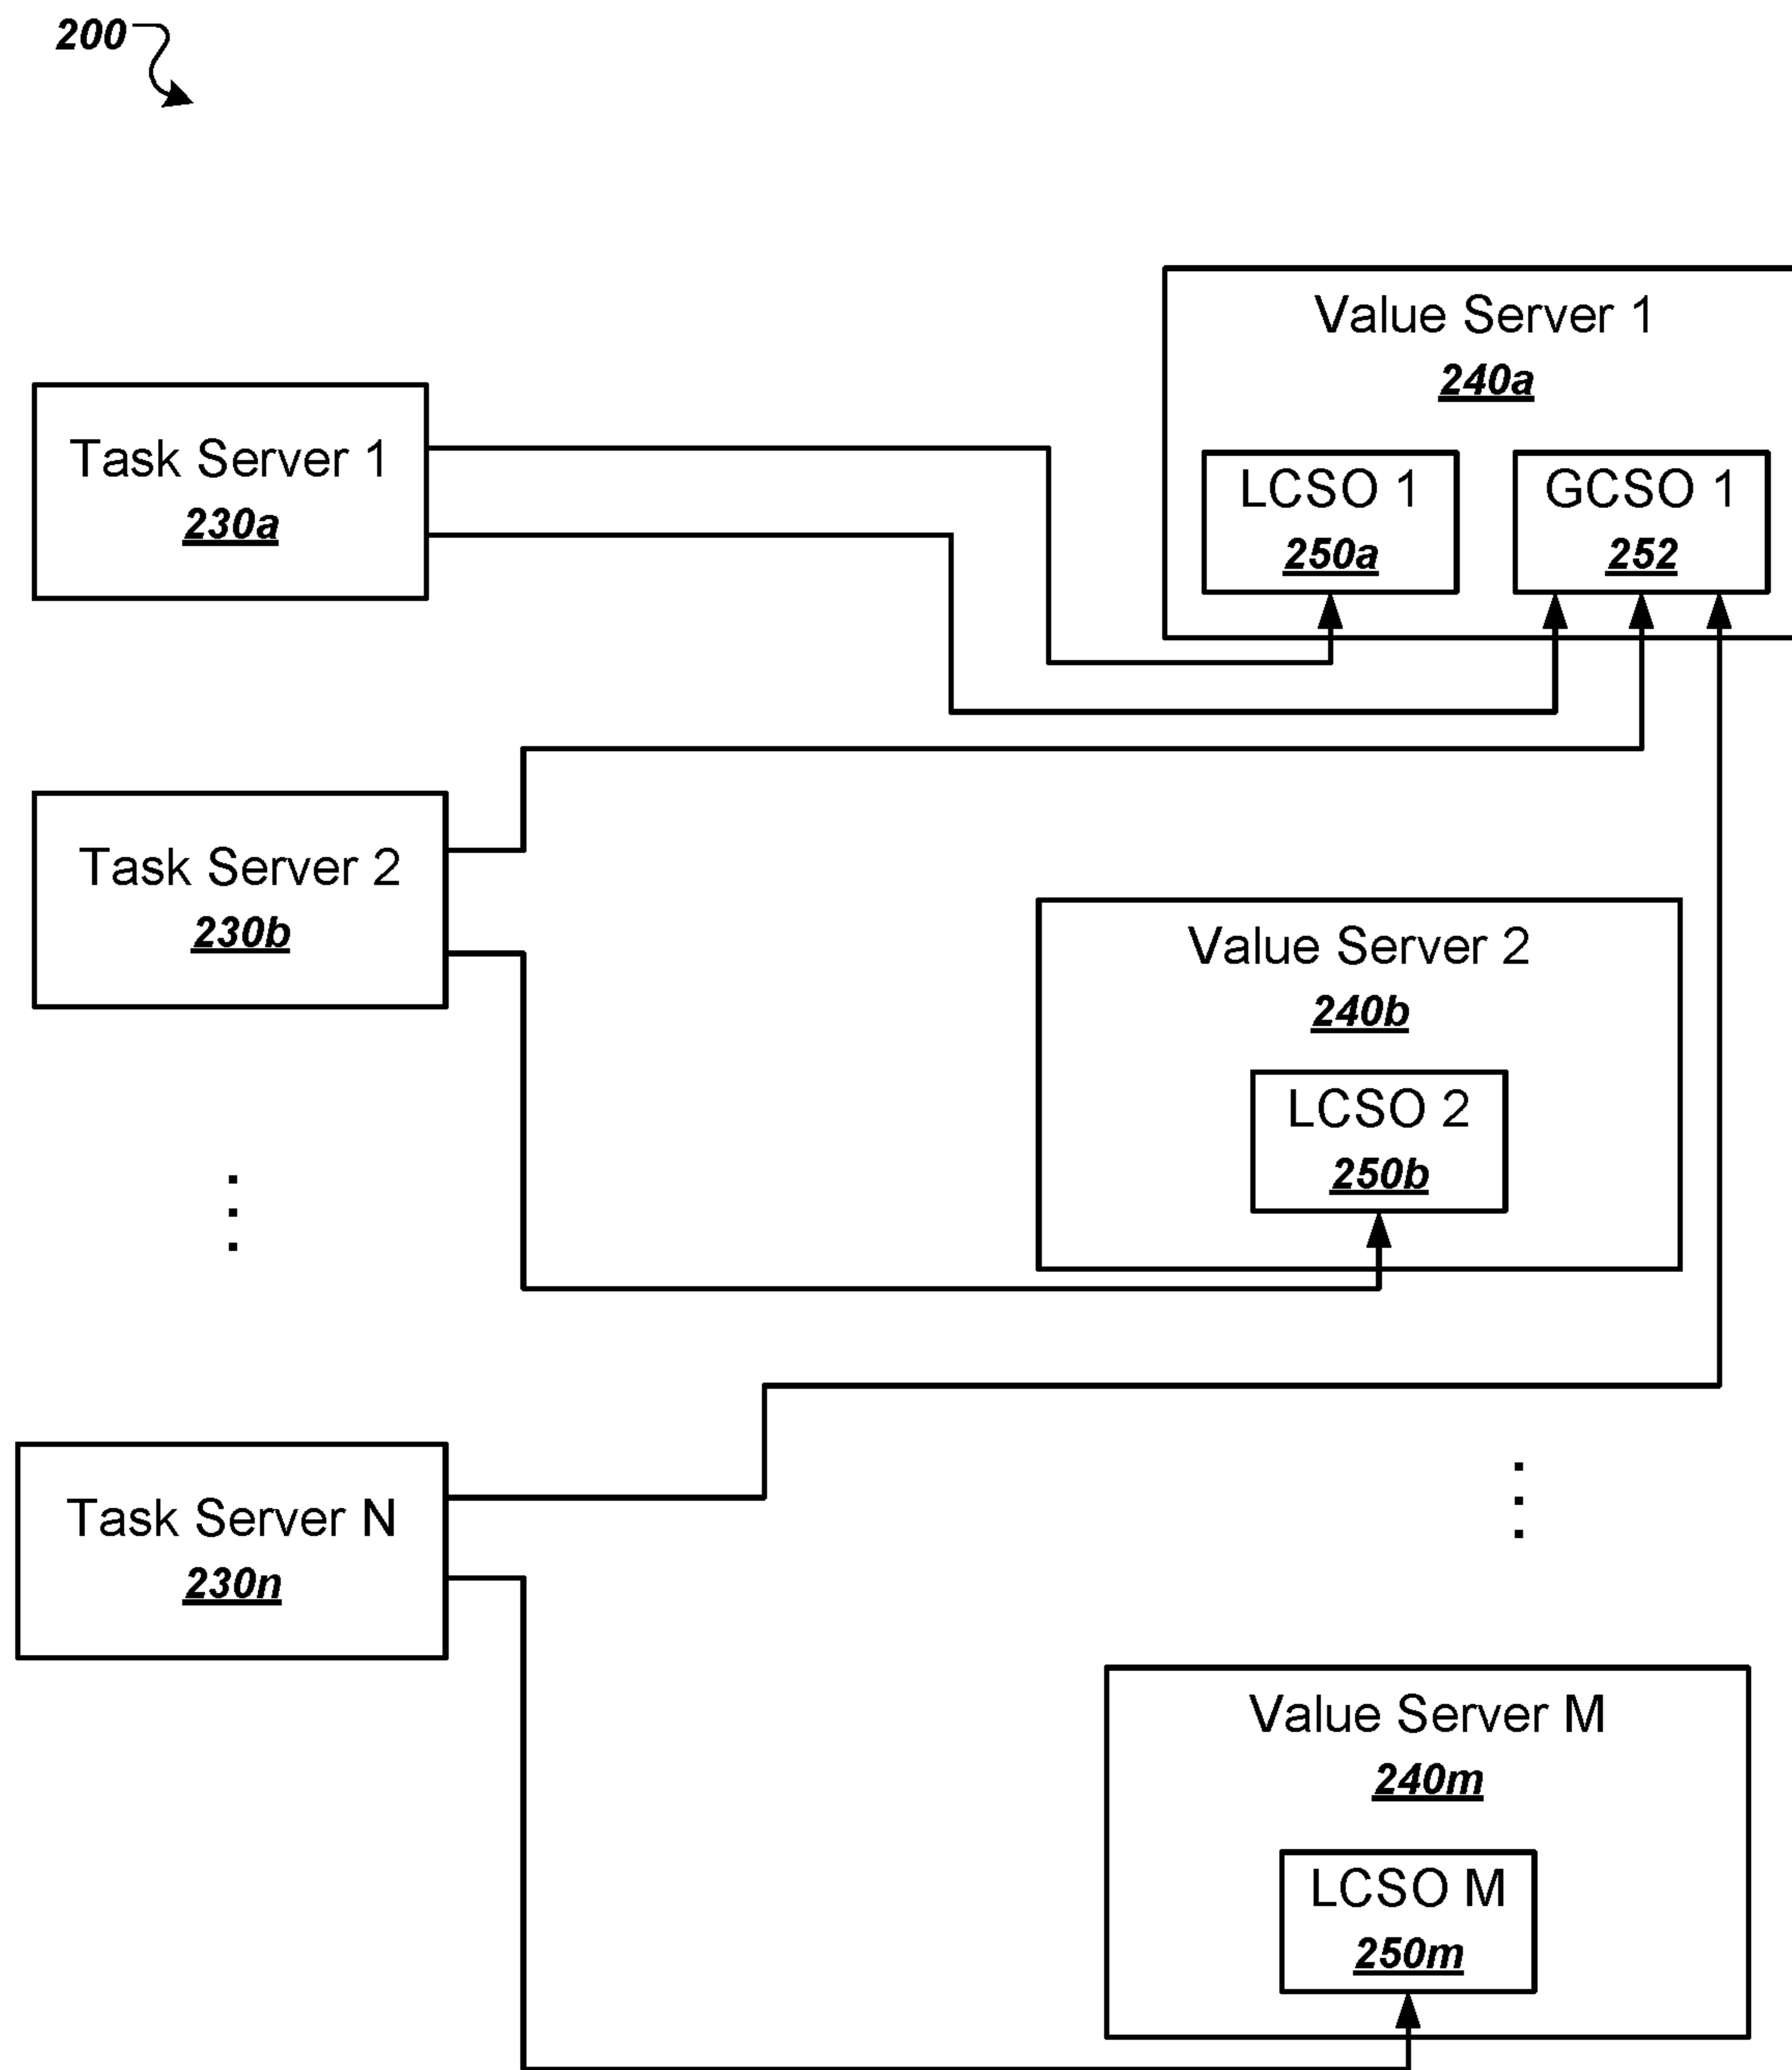 200
Value Server 1
240a
Task Server 1
230a
LCSO 1
250a
GCSO 1
252
Task Server 2
230b
Value Server 2
240b
LCSO 2
250b
Task Server N
230n
Value Server M
240m
LCSO M
250m